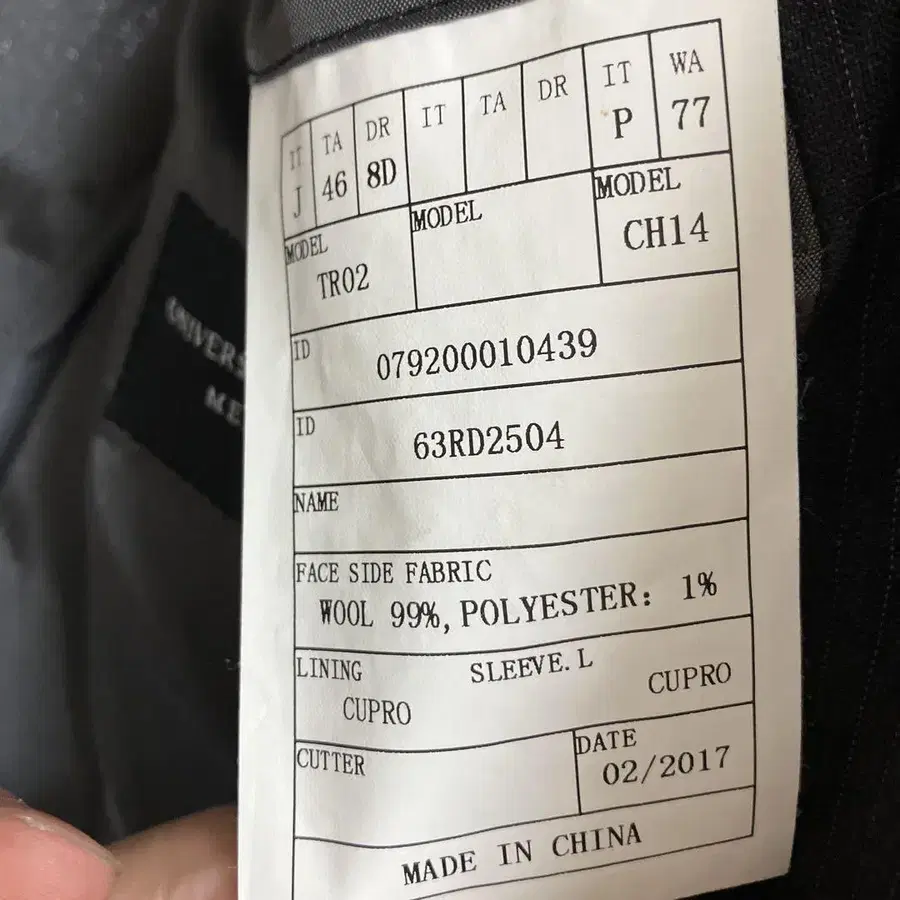 IT TA DR IT TA DR IT WA
J 46 8D P 77
MODEL MODEL MODEL
TR02 CH14
ID 079200010439
ID 63RD2504
NAME
FACE SIDE FABRIC
WOOL 99%, POLYESTER: 1%
LINING SLEEVE.L
CUPRO CUPRO
CUTTER DATE
02/2017
MADE IN CHINA